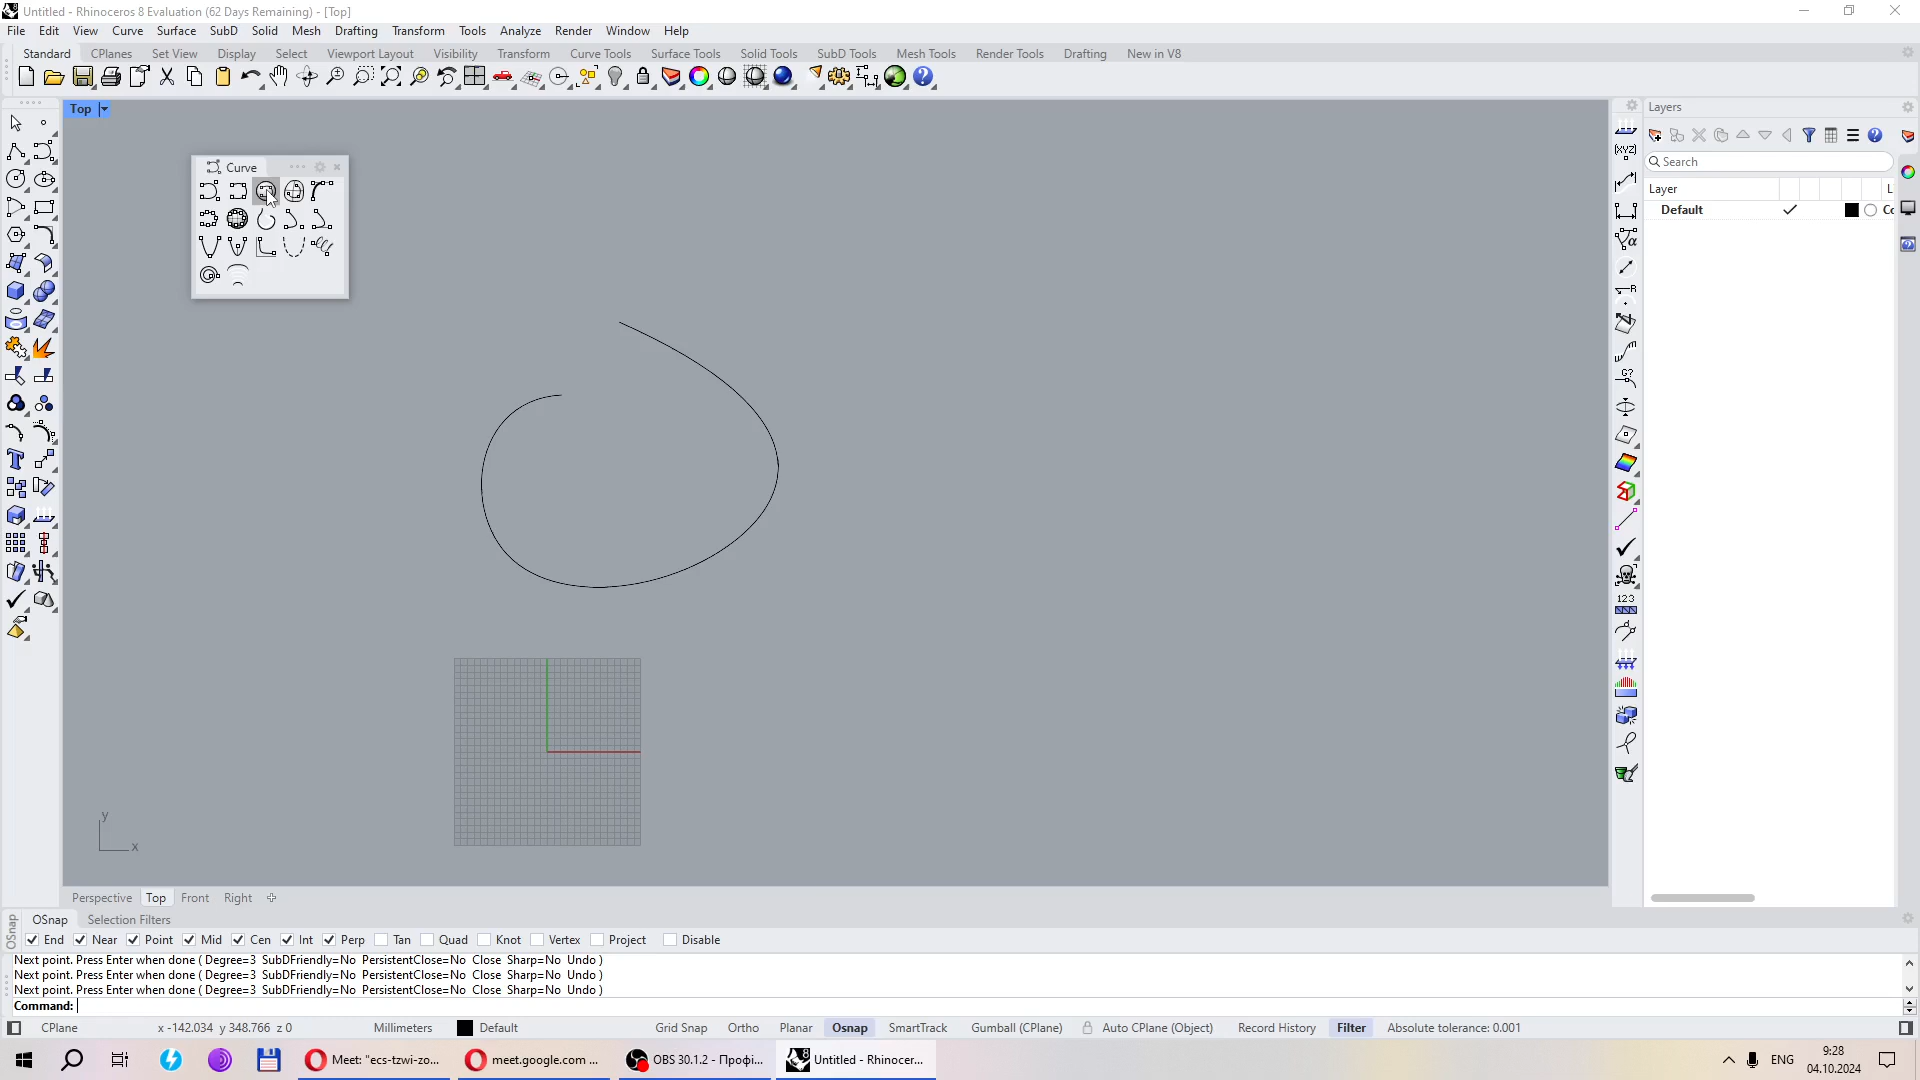 Untitled - Rhinoceros 8 Evaluation (62 Days Remaining) - [Top]
File Edit View Curve Surface SubD Solid Mesh Drafting Transform Tools Analyze Render Window Help
Standard CPlanes Set View Display Select Viewport Layout Visibility Transform Curve Tools Surface Tools Solid Tools SubD Tools Mesh Tools Render Tools Drafting New in V8
Top
Layers
Search
Layer L
Default Co
Curve
y
x
Perspective Top Front Right
OSnap
OSnap Selection Filters
End Near Point Mid Cen Int Perp Tan Quad Knot Vertex Project Disable
Next point. Press Enter when done ( Degree=3 SubDFriendly=No PersistentClose=No Close Sharp=No Undo )
Next point. Press Enter when done ( Degree=3 SubDFriendly=No PersistentClose=No Close Sharp=No Undo )
Next point. Press Enter when done ( Degree=3 SubDFriendly=No PersistentClose=No Close Sharp=No Undo )
Command:
CPlane x -142.034 y 348.766 z 0 Millimeters Default Grid Snap Ortho Planar Osnap SmartTrack Gumball (CPlane) Auto CPlane (Object) Record History Filter Absolute tolerance: 0.001
Meet: "ecs-tzwi-zo... meet.google.com ... OBS 30.1.2 - Профі... Untitled - Rhinocer... ENG 9:28
04.10.2024